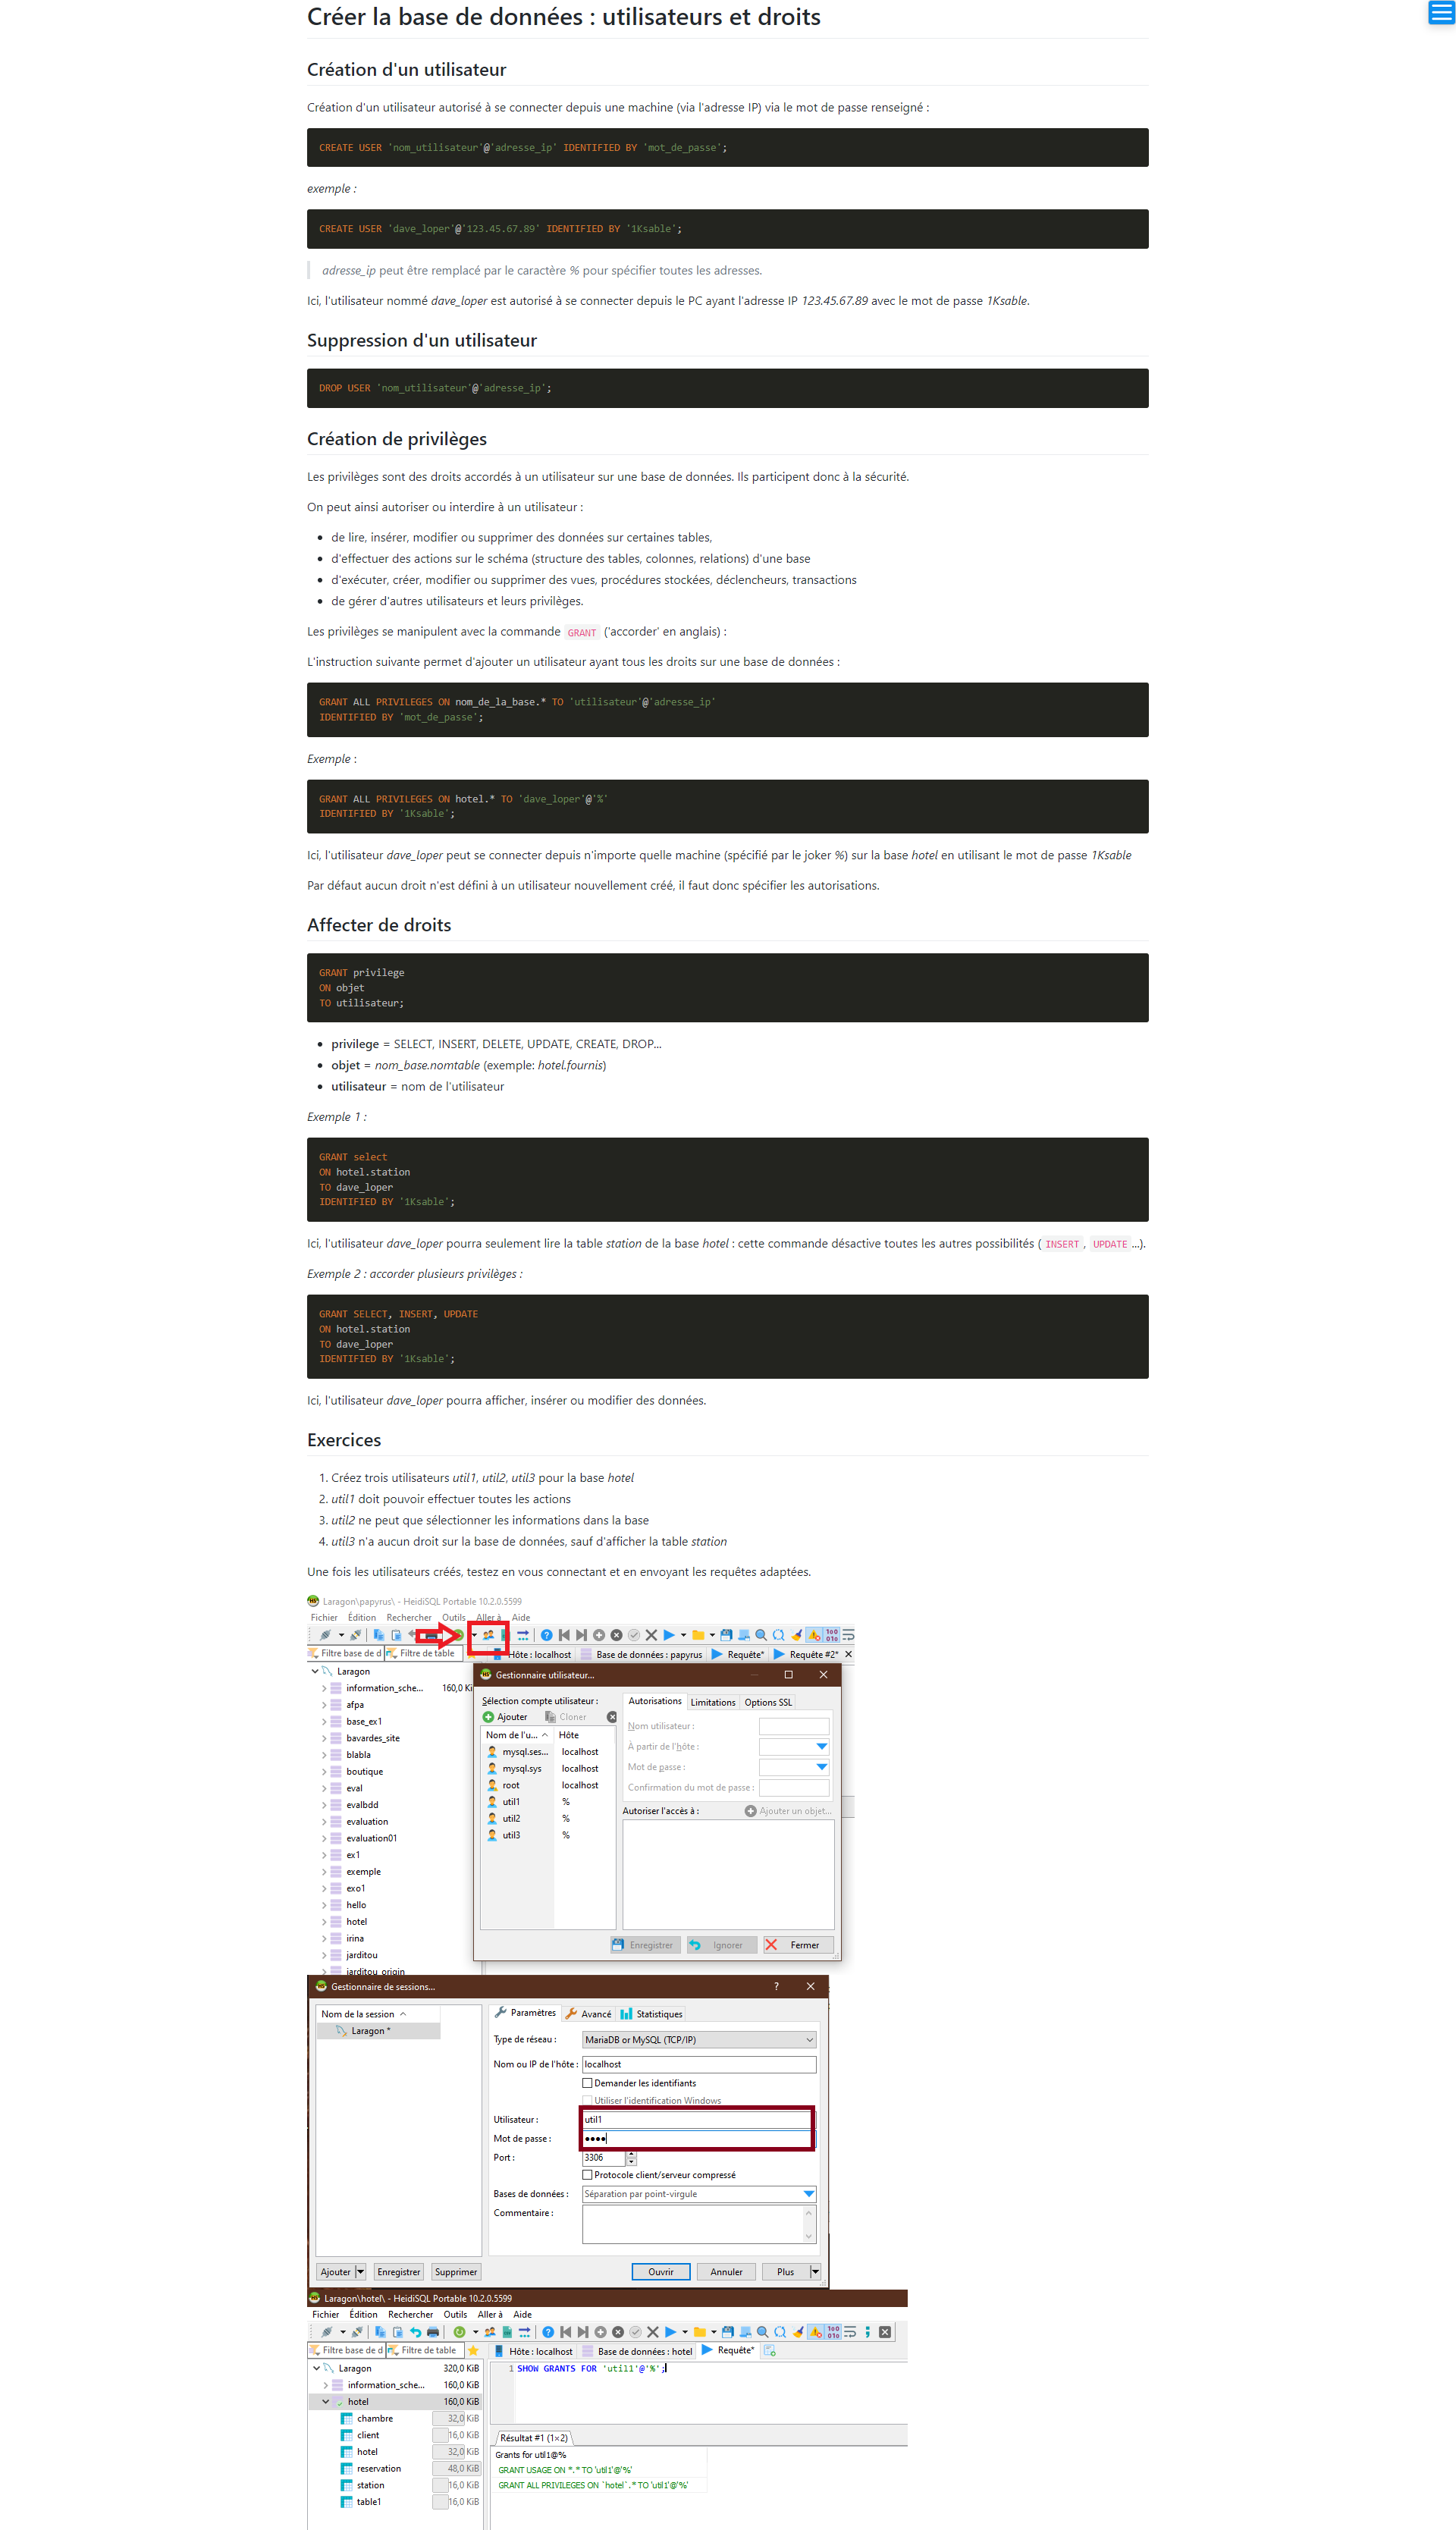 Créer la base de données : utilisateurs et droits
Création d'un utilisateur
Création d'un utilisateur autorisé à se connecter depuis une machine (via l'adresse IP) via le mot de passe renseigné :
CREATE USER 'nom_utilisateur'@'adresse_ip' IDENTIFIED BY 'mot_de_passe';
exemple :
CREATE USER 'dave_loper'@'123.45.67.89' IDENTIFIED BY '1Ksable';
adresse_ip peut être remplacé par le caractère % pour spécifier toutes les adresses.
Ici, l'utilisateur nommé dave_loper est autorisé à se connecter depuis le PC ayant l'adresse IP 123.45.67.89 avec le mot de passe 1Ksable.
Suppression d'un utilisateur
DROP USER 'nom_utilisateur'@'adresse_ip';
Création de privilèges
Les privilèges sont des droits accordés à un utilisateur sur une base de données. Ils participent donc à la sécurité.
On peut ainsi autoriser ou interdire à un utilisateur :
• de lire, insérer, modifier ou supprimer des données sur certaines tables,
• d'effectuer des actions sur le schéma (structure des tables, colonnes, relations) d'une base
• d'exécuter, créer, modifier ou supprimer des vues, procédures stockées, déclencheurs, transactions
• de gérer d'autres utilisateurs et leurs privilèges.
Les privilèges se manipulent avec la commande GRANT ('accorder' en anglais) :
L'instruction suivante permet d'ajouter un utilisateur ayant tous les droits sur une base de données :
GRANT ALL PRIVILEGES ON nom_de_la_base.* TO 'utilisateur'@'adresse_ip'
IDENTIFIED BY 'mot_de_passe';
Exemple :
GRANT ALL PRIVILEGES ON hotel.* TO 'dave_loper'@'%'
IDENTIFIED BY '1Ksable';
Ici, l'utilisateur dave_loper peut se connecter depuis n'importe quelle machine (spécifié par le joker %) sur la base hotel en utilisant le mot de passe 1Ksable
Par défaut aucun droit n'est défini à un utilisateur nouvellement créé, il faut donc spécifier les autorisations.
Affecter de droits
GRANT privilege
ON objet
TO utilisateur;
• privilege = SELECT, INSERT, DELETE, UPDATE, CREATE, DROP...
• objet = nom_base.nomtable (exemple: hotel.fournis)
• utilisateur = nom de l'utilisateur
Exemple 1 :
GRANT select
ON hotel.station
TO dave_loper
IDENTIFIED BY '1Ksable';
Ici, l'utilisateur dave_loper pourra seulement lire la table station de la base hotel : cette commande désactive toutes les autres possibilités ( INSERT , UPDATE ...).
Exemple 2 : accorder plusieurs privilèges :
GRANT SELECT, INSERT, UPDATE
ON hotel.station
TO dave_loper
IDENTIFIED BY '1Ksable';
Ici, l'utilisateur dave_loper pourra afficher, insérer ou modifier des données.
Exercices
1. Créez trois utilisateurs util1, util2, util3 pour la base hotel
2. util1 doit pouvoir effectuer toutes les actions
3. util2 ne peut que sélectionner les informations dans la base
4. util3 n'a aucun droit sur la base de données, sauf d'afficher la table station
Une fois les utilisateurs créés, testez en vous connectant et en envoyant les requêtes adaptées.
Laragon\papyrus\ - HeidiSQL Portable 10.2.0.5599
Fichier Édition Rechercher Outils Aller à Aide
Filtre base de d Filtre de table Hôte : localhost Base de données : papyrus Requête* Requête #2*
Laragon
information_sche... 160,0 Ki
afpa
base_ex1
bavardes_site
blabla
boutique
eval
evalbdd
evaluation
evaluation01
ex1
exemple
exo1
hello
hotel
irina
jarditou
jarditou_origin
Gestionnaire utilisateur...
Sélection compte utilisateur :
Ajouter Cloner
Nom de l'u... Hôte
mysql.ses... localhost
mysql.sys localhost
root localhost
util1 %
util2 %
util3 %
Autorisations Limitations Options SSL
Nom utilisateur :
À partir de l'hôte :
Mot de passe :
Confirmation du mot de passe :
Autoriser l'accès à : Ajouter un objet...
Enregistrer Ignorer Fermer
Gestionnaire de sessions... ?
Nom de la session
Laragon *
Paramètres Avancé Statistiques
Type de réseau : MariaDB or MySQL (TCP/IP)
Nom ou IP de l'hôte : localhost
Demander les identifiants
Utiliser l'identification Windows
Utilisateur : util1
Mot de passe : ●●●●
Port : 3306
Protocole client/serveur compressé
Bases de données : Séparation par point-virgule
Commentaire :
Ajouter Enregistrer Supprimer Ouvrir Annuler Plus
Laragon\hotel\ - HeidiSQL Portable 10.2.0.5599
Fichier Édition Rechercher Outils Aller à Aide
Filtre base de d Filtre de table Hôte : localhost Base de données : hotel Requête*
Laragon 320,0 KiB
information_sche... 160,0 KiB
hotel 160,0 KiB
chambre 32,0 KiB
client 16,0 KiB
hotel 32,0 KiB
reservation 48,0 KiB
station 16,0 KiB
table1 16,0 KiB
1 SHOW GRANTS FOR 'util1'@'%';
Résultat #1 (1×2)
Grants for util1@%
GRANT USAGE ON *.* TO 'util1'@'%'
GRANT ALL PRIVILEGES ON `hotel`.* TO 'util1'@'%'